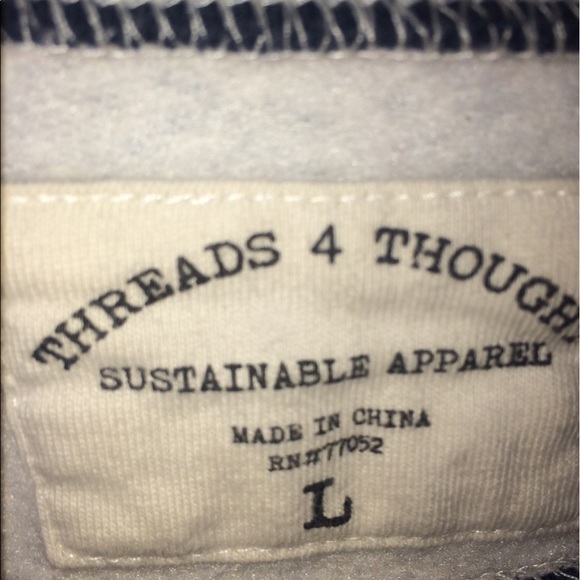 THREADS 4 THOUGH
SUSTAINABLE APPAREL
MADE IN CHINA
RN#77052
L